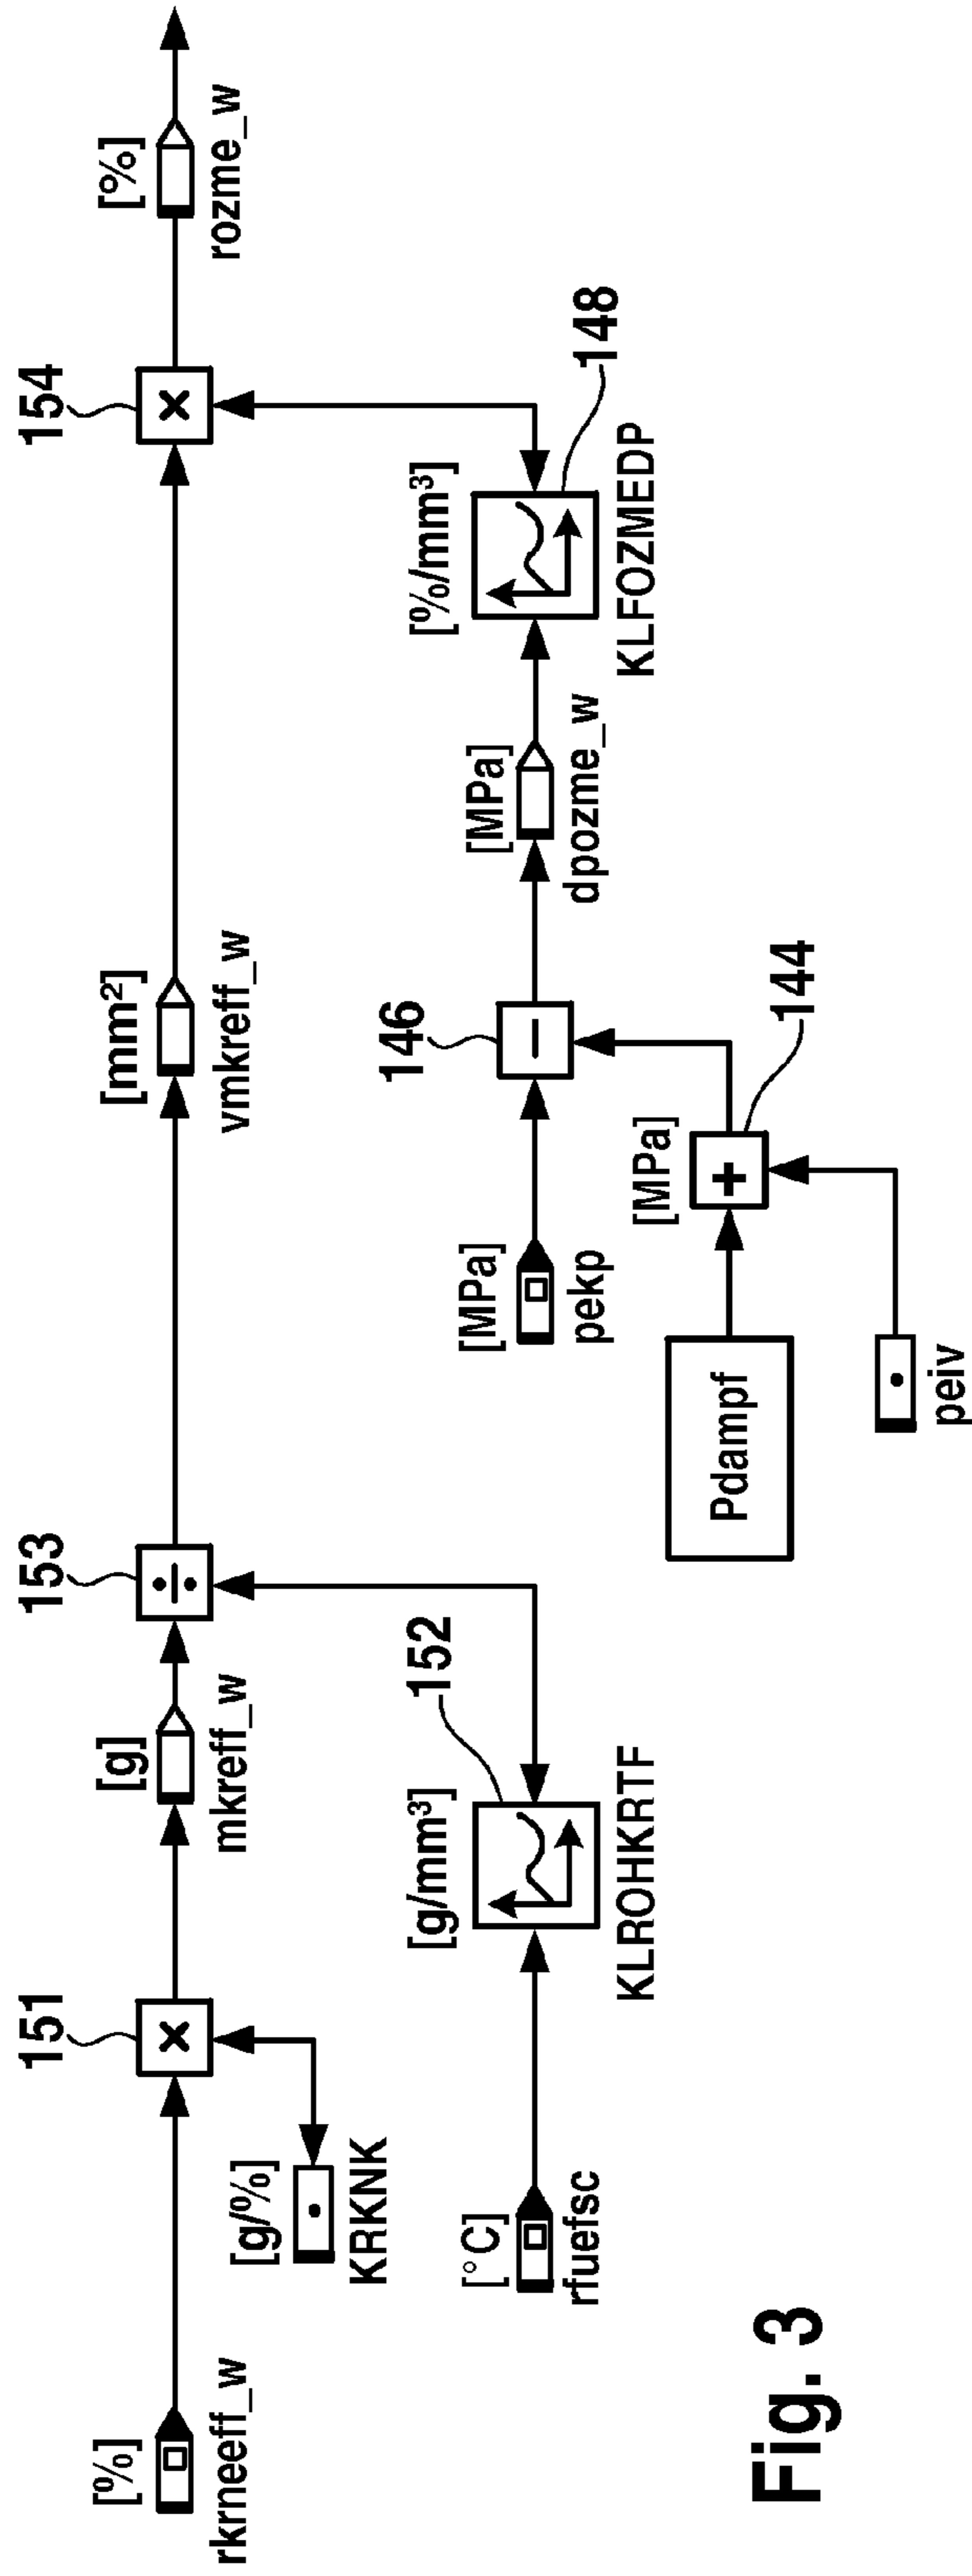 [%]
rkrneeff_w
151
[g/%]
KRKNK
[g]
mkreff_w
153
[mm²]
vmkreff_w
154
[%]
rozme_w
[°C]
rfuefsc
[g/mm³]
152
KLROHKRTF
[MPa]
pekp
146
[MPa]
dpozme_w
[%/mm³]
148
KLFOZMEDP
Pdampf
[MPa]
144
peiv
Fig. 3